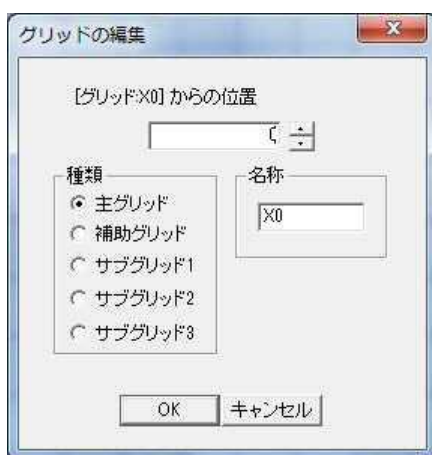 グリッドの編集
[グリッド:X0] からの位置
種類
主グリッド
補助グリッド
サブグリッド1
サブグリッド2
サブグリッド3
名称
X0
OK
キャンセル